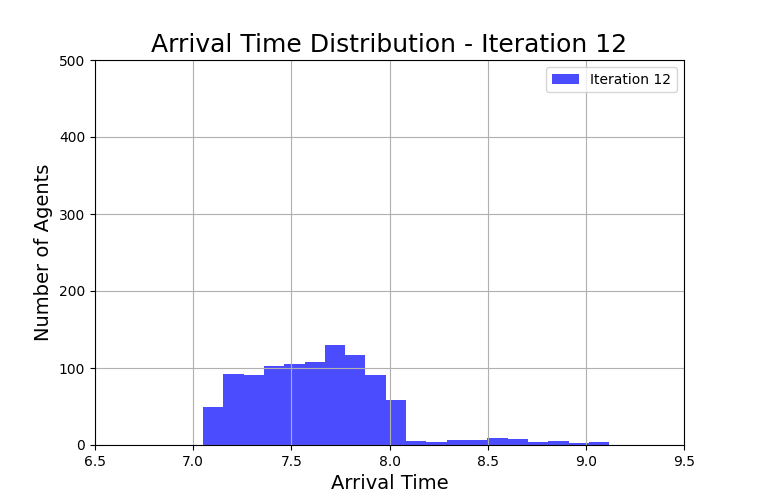 Arrival Time Distribution - Iteration 12
Iteration 12
Number of Agents
500
400
300
200
100
0
6.5 7.0 7.5 8.0 8.5 9.0 9.5
Arrival Time